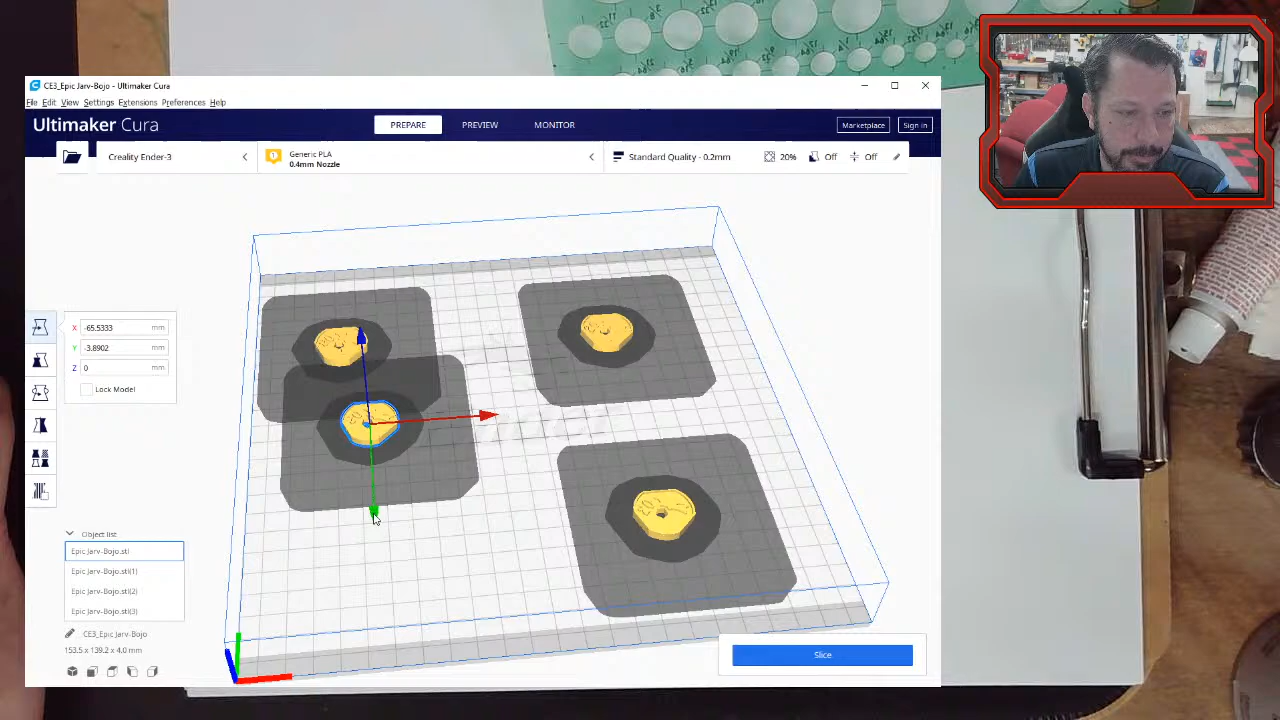 CE3_Epic Jarv-Bojo - Ultimaker Cura
File Edit View Settings Extensions Preferences Help
Ultimaker Cura
PREPARE
PREVIEW
MONITOR
Marketplace
Sign in
Creality Ender-3
Generic PLA
0.4mm Nozzle
Standard Quality - 0.2mm
20%
Off
Off
X -65.5333 mm
Y -3.8902 mm
Z 0 mm
Lock Model
Object list
Epic Jarv-Bojo.stl
Epic Jarv-Bojo.stl(1)
Epic Jarv-Bojo.stl(2)
Epic Jarv-Bojo.stl(3)
CE3_Epic Jarv-Bojo
153.5 x 139.2 x 4.0 mm
Slice